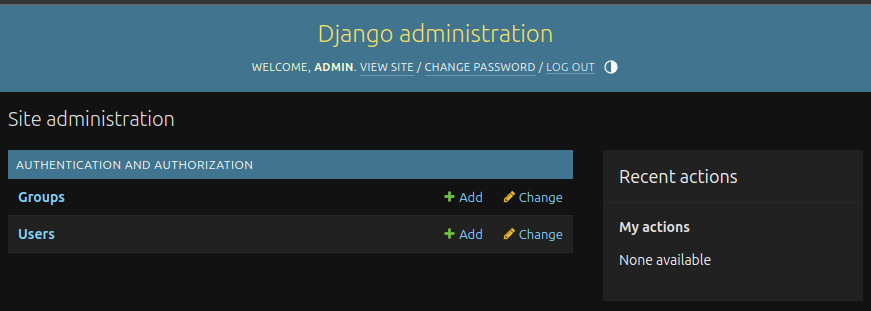 Django administration
WELCOME, ADMIN. VIEW SITE / CHANGE PASSWORD / LOG OUT
Site administration
AUTHENTICATION AND AUTHORIZATION
Groups Add Change
Users Add Change
Recent actions
My actions
None available